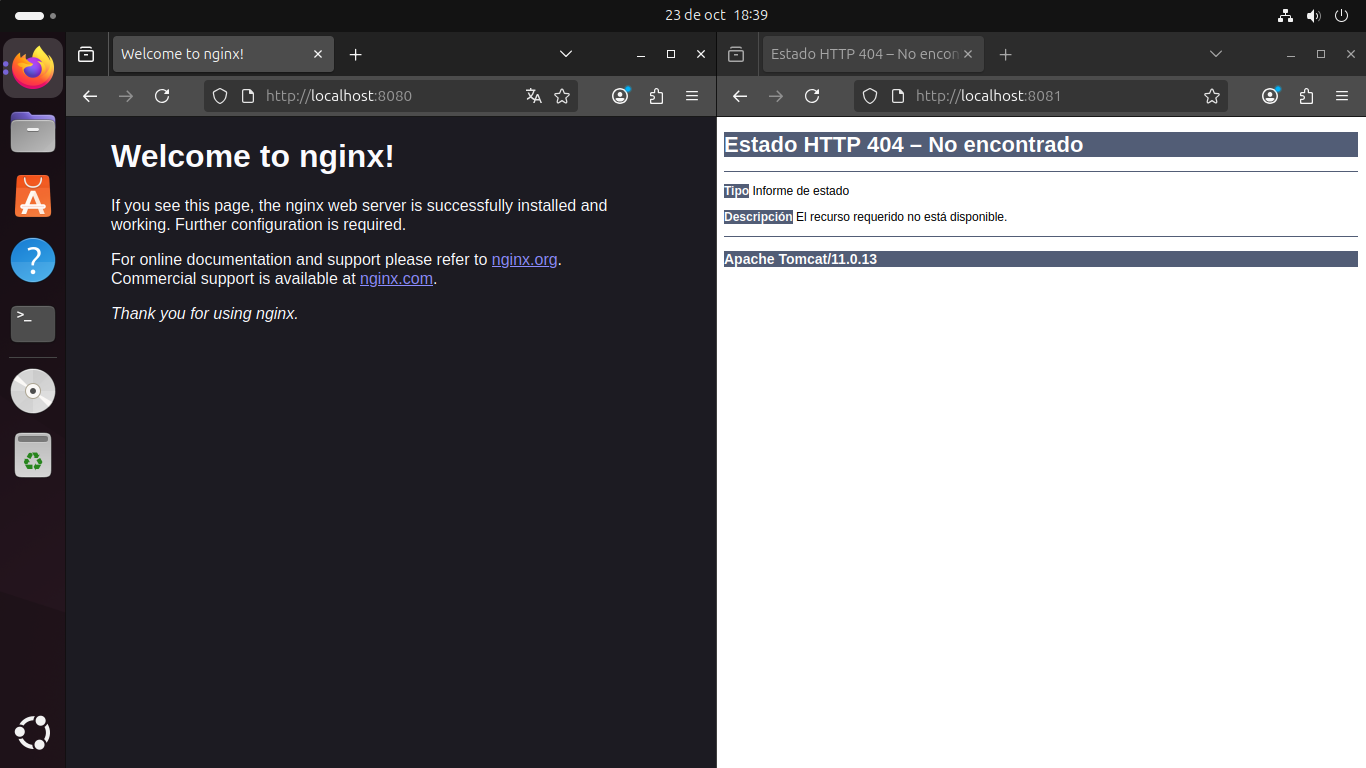 23 de oct 18:39
Welcome to nginx!
http://localhost:8080
Welcome to nginx!
If you see this page, the nginx web server is successfully installed and
working. Further configuration is required.
For online documentation and support please refer to nginx.org.
Commercial support is available at nginx.com.
Thank you for using nginx.
Estado HTTP 404 – No encon
http://localhost:8081
Estado HTTP 404 – No encontrado
Tipo Informe de estado
Descripción El recurso requerido no está disponible.
Apache Tomcat/11.0.13